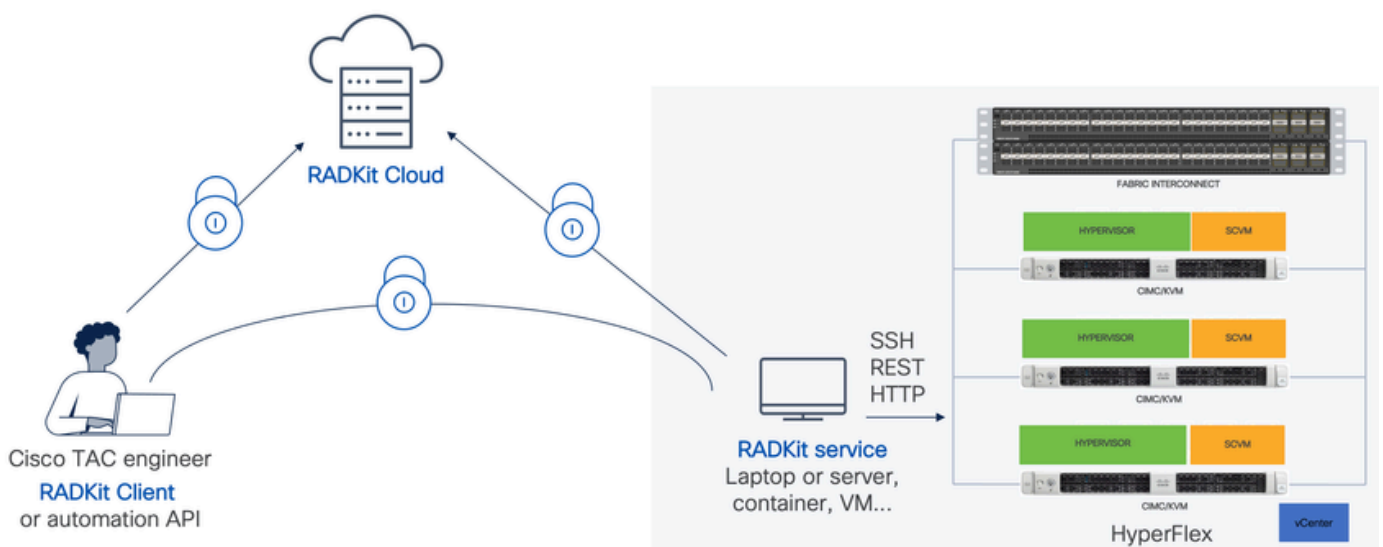 RADKit Cloud
FABRIC INTERCONNECT
HYPERVISOR
SCVM
CIMC/KVM
HYPERVISOR
SCVM
CIMC/KVM
HYPERVISOR
SCVM
CIMC/KVM
HyperFlex
vCenter
SSH
REST
HTTP
RADKit service
Laptop or server,
container, VM...
Cisco TAC engineer
RADKit Client
or automation API